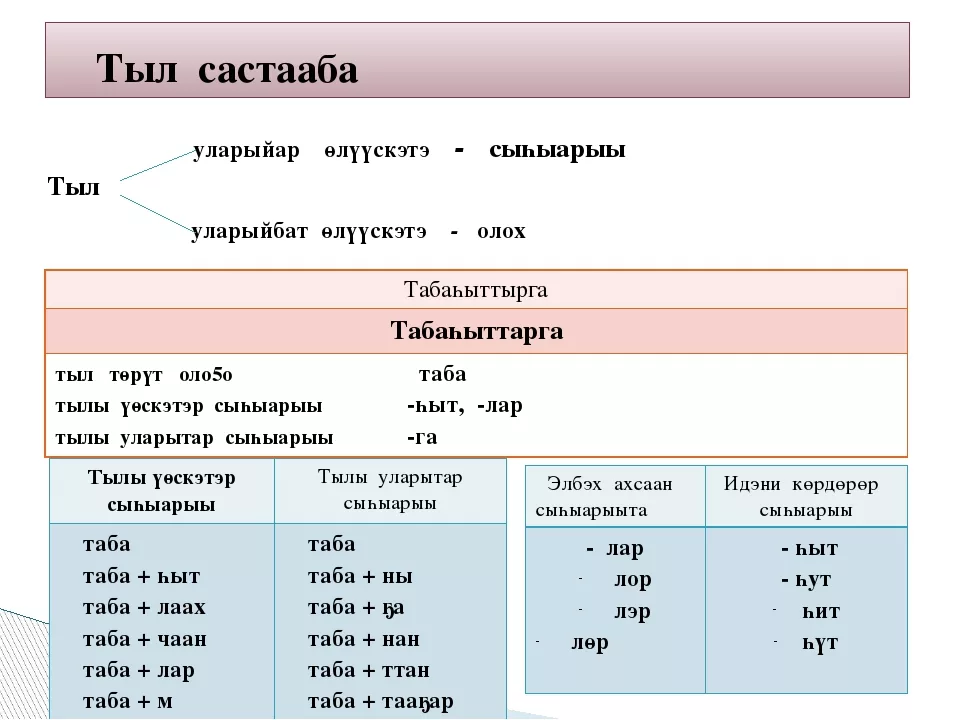 Тыл састааба
уларыйар өлүүскэтэ - сыһыарыы
Тыл
уларыйбат өлүүскэтэ - олох
Табаһыттырга
Табаһыттарга
тыл төрүт оло5о таба
тылы үөскэтэр сыһыарыы -һыт, -лар
тылы уларытар сыһыарыы -га
Тылы үөскэтэр
сыһыарыы
таба
таба + һыт
таба + лаах
таба + чаан
таба + лар
таба + м
Тылы уларытар
сыһыарыы
таба
таба + ны
таба + ҕа
таба + нан
таба + ттан
таба + тааҕар
Элбэх ахсаан
сыһыарыыта
- лар
- лор
- лэр
- лөр
Идэни көрдөрөр
сыһыарыы
- һыт
- һут
- һит
- һүт